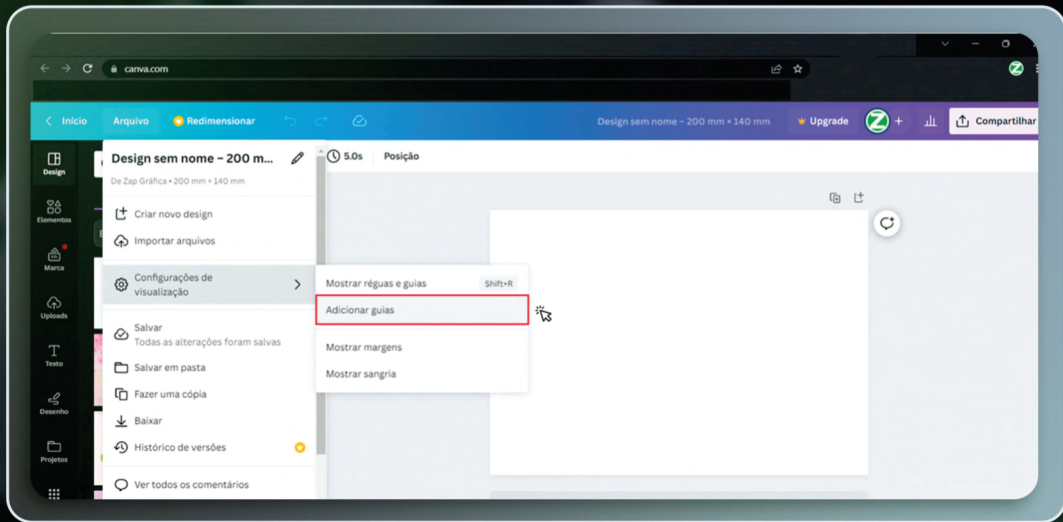 canva.com
Início
Arquivo
Redimensionar
Design sem nome – 200 mm × 140 mm
Upgrade
Z
+
Compartilhar
Design
Elementos
Marca
Uploads
Texto
Desenho
Projetos
Design sem nome – 200 m...
De Zap Gráfica • 200 mm × 140 mm
Criar novo design
Importar arquivos
Configurações de
visualização
Salvar
Todas as alterações foram salvas
Salvar em pasta
Fazer uma cópia
Baixar
Histórico de versões
Ver todos os comentários
5.0s
Posição
Mostrar réguas e guias
Shift+R
Adicionar guias
Mostrar margens
Mostrar sangria